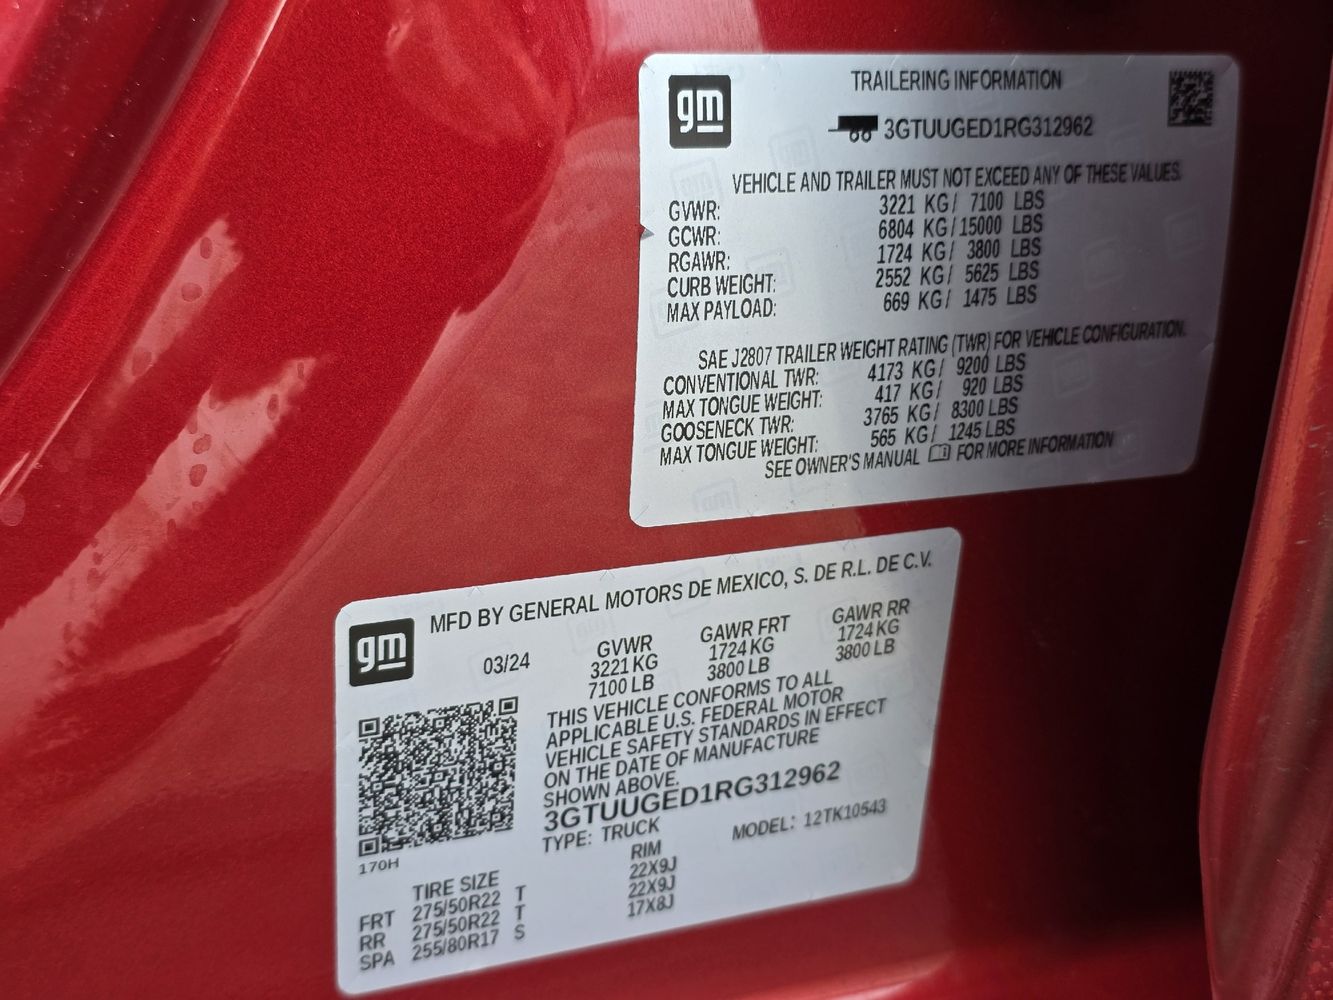 gm
TRAILERING INFORMATION
3GTUUGED1RG312962
VEHICLE AND TRAILER MUST NOT EXCEED ANY OF THESE VALUES.
GVWR: 3221 KG/ 7100 LBS
GCWR: 6804 KG/ 15000 LBS
RGAWR: 1724 KG/ 3800 LBS
CURB WEIGHT: 2552 KG/ 5625 LBS
MAX PAYLOAD: 669 KG/ 1475 LBS
SAE J2807 TRAILER WEIGHT RATING (TWR) FOR VEHICLE CONFIGURATION.
CONVENTIONAL TWR: 4173 KG/ 9200 LBS
MAX TONGUE WEIGHT: 417 KG/ 920 LBS
GOOSENECK TWR: 3765 KG/ 8300 LBS
MAX TONGUE WEIGHT: 565 KG/ 1245 LBS
SEE OWNER'S MANUAL FOR MORE INFORMATION
gm
MFD BY GENERAL MOTORS DE MEXICO, S. DE R.L. DE C.V.
03/24
GVWR GAWR FRT GAWR RR
3221 KG 1724 KG 1724 KG
7100 LB 3800 LB 3800 LB
THIS VEHICLE CONFORMS TO ALL
APPLICABLE U.S. FEDERAL MOTOR
VEHICLE SAFETY STANDARDS IN EFFECT
ON THE DATE OF MANUFACTURE
SHOWN ABOVE.
3GTUUGED1RG312962
TYPE: TRUCK MODEL: 12TK10543
170H
TIRE SIZE RIM
FRT 275/50R22 T 22X9J
RR 275/50R22 T 22X9J
SPA 255/80R17 S 17X8J